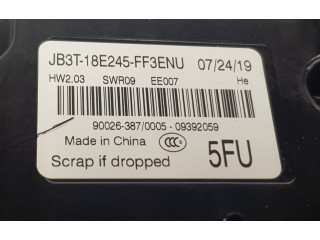 JB3T-18E245-FF3ENU 07/24/19
HW2.03 SWR09 EE007 He
90026-387/0005 - 09392059
Made in China CCC
Scrap if dropped 5FU